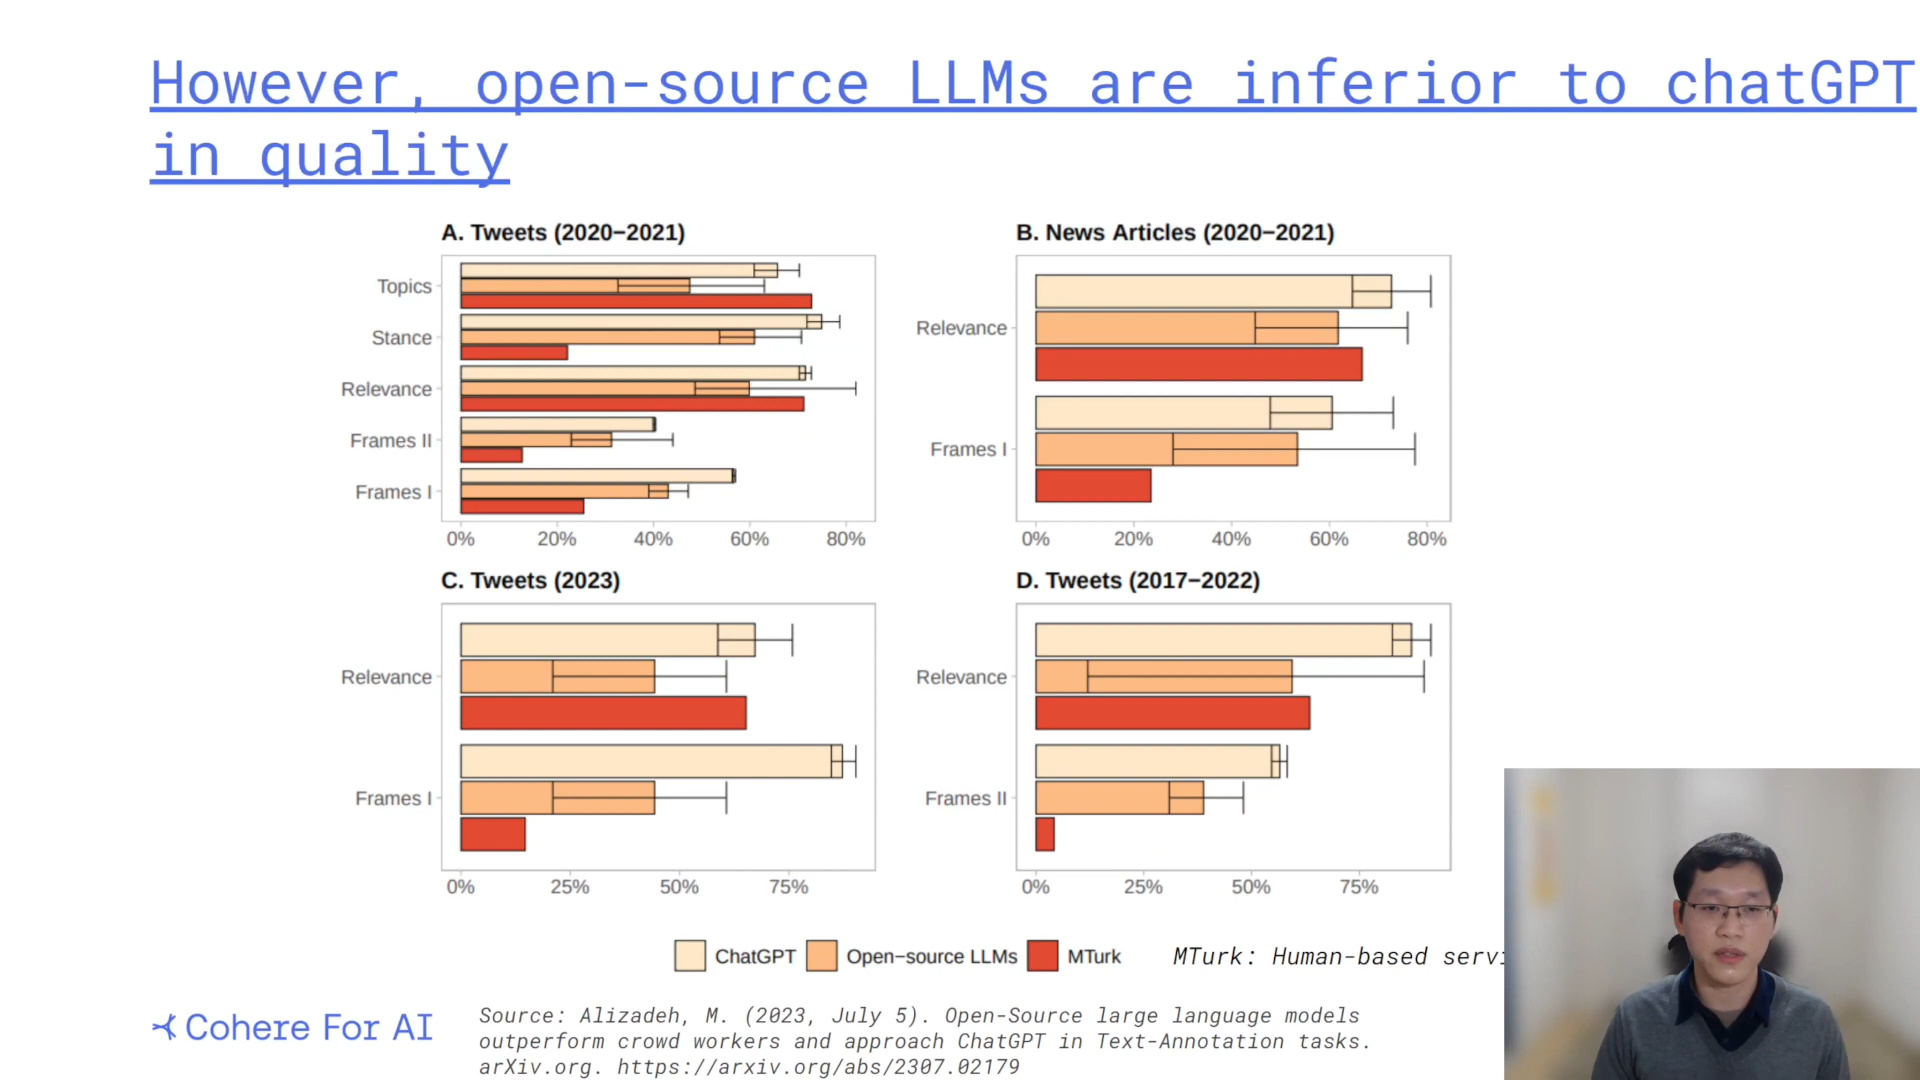 However, open-source LLMs are inferior to chatGPT
in quality
A. Tweets (2020−2021)
Topics
Stance
Relevance
Frames II
Frames I
0% 20% 40% 60% 80%
B. News Articles (2020−2021)
Relevance
Frames I
0% 20% 40% 60% 80%
C. Tweets (2023)
Relevance
Frames I
0% 25% 50% 75%
D. Tweets (2017−2022)
Relevance
Frames II
0% 25% 50% 75%
ChatGPT Open−source LLMs MTurk
MTurk: Human-based
Cohere For AI
Source: Alizadeh, M. (2023, July 5). Open-Source large language models
outperform crowd workers and approach ChatGPT in Text-Annotation tasks.
arXiv.org. https://arxiv.org/abs/2307.02179